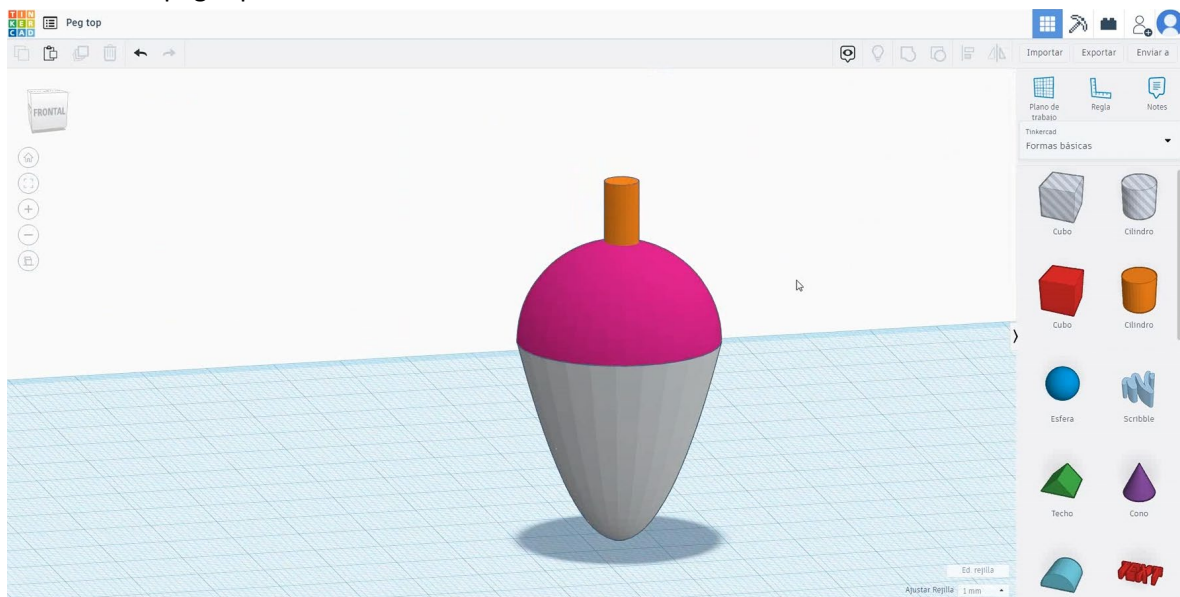 TIN
KER
CAD
Peg top
Importar
Exportar
Enviar a
FRONTAL
Plano de
trabajo
Regla
Notes
Tinkercad
Formas básicas
Cubo
Cilindro
Cubo
Cilindro
Esfera
Scribble
Techo
Cono
TEXT
Ed. rejilla
Ajustar Rejilla 1 mm